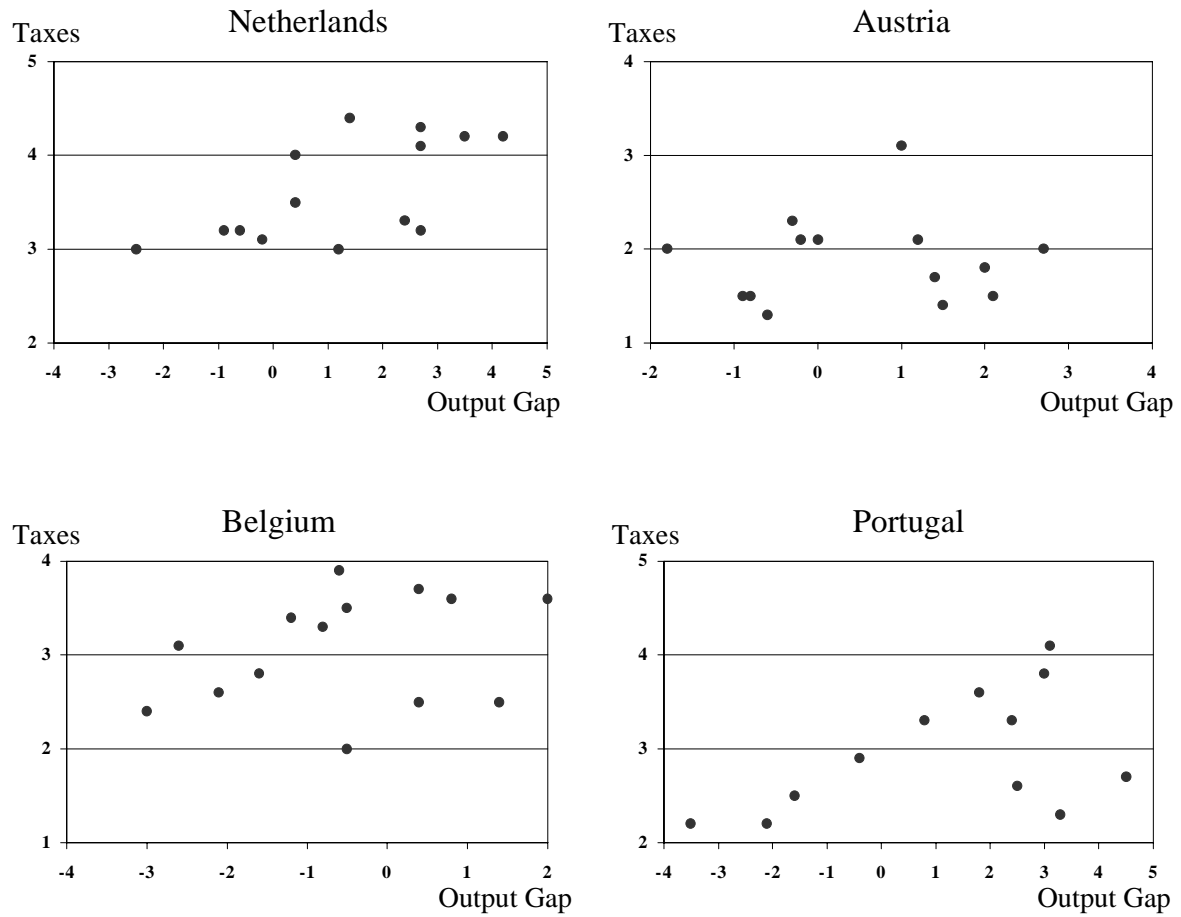 Netherlands
Taxes
5
4
3
2
-4 -3 -2 -1 0 1 2 3 4 5
Output Gap
Austria
Taxes
4
3
2
1
-2 -1 0 1 2 3 4
Output Gap
Belgium
Taxes
4
3
2
1
-4 -3 -2 -1 0 1 2
Output Gap
Portugal
Taxes
5
4
3
2
-4 -3 -2 -1 0 1 2 3 4 5
Output Gap